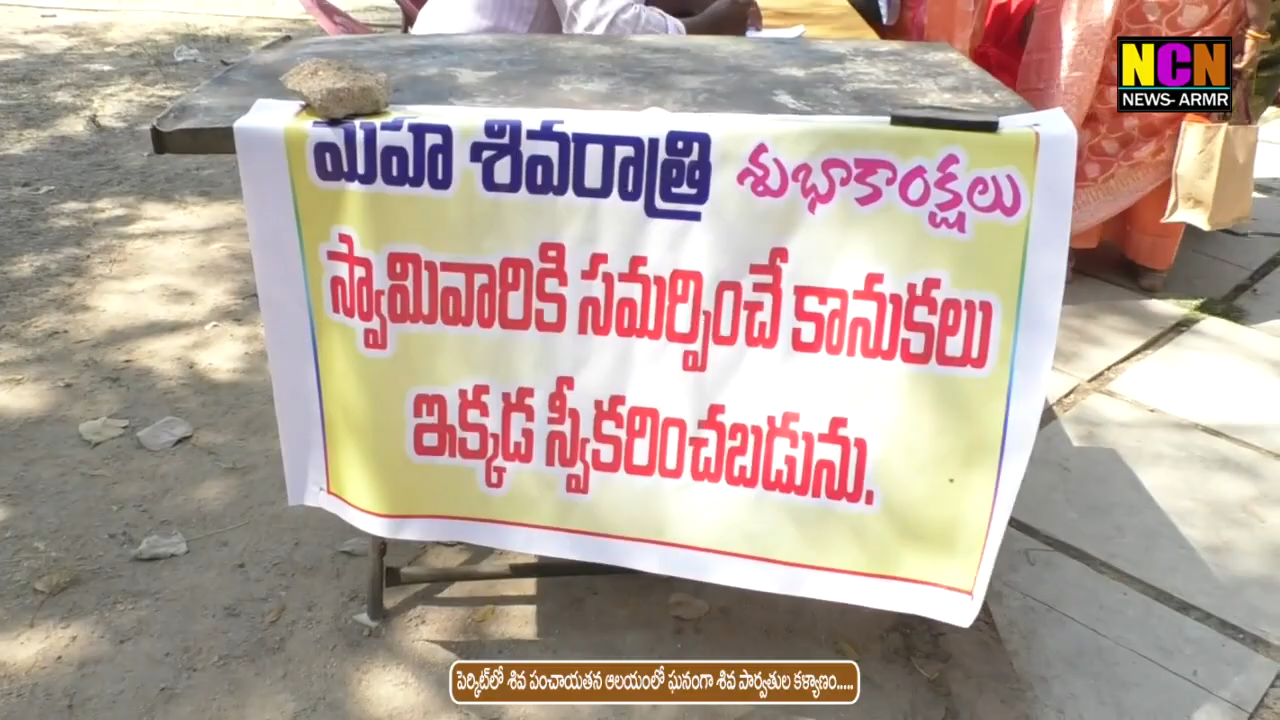 NCN
NEWS- ARMR
మహా శివరాత్రి శుభాకాంక్షలు
స్వామివారికి సమర్పించే కానుకలు
ఇక్కడ స్వీకరించబడును.
పెర్కిట్‌లో శివ పంచాయతన ఆలయంలో ఘనంగా శివ పార్వతుల కళ్యాణం.....